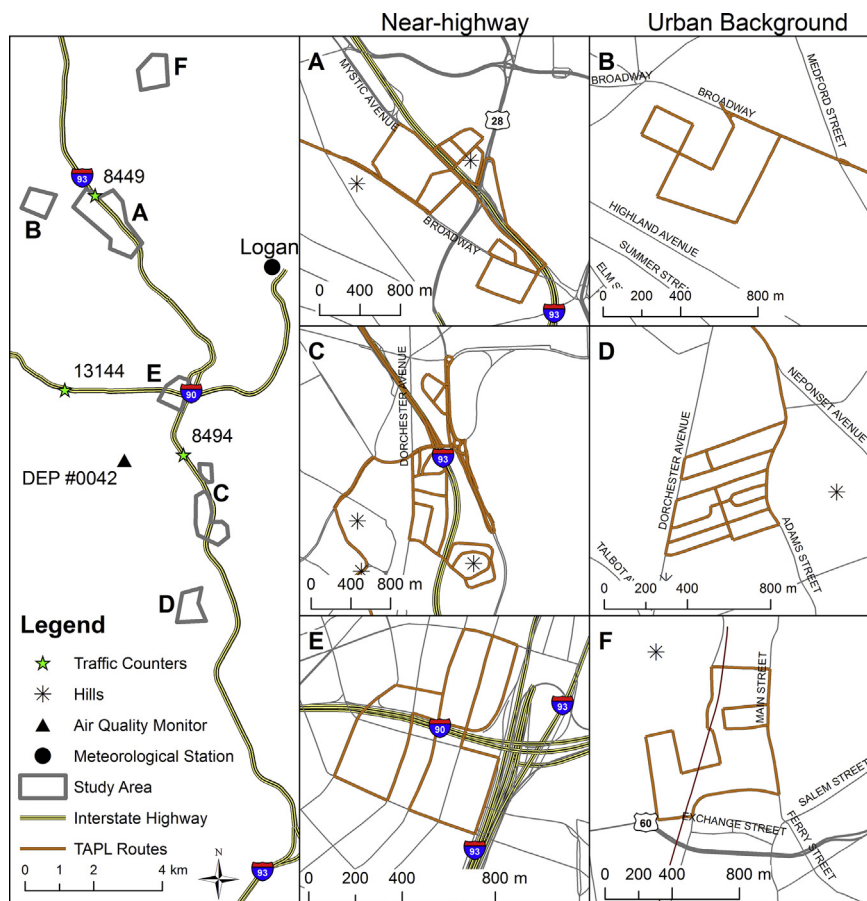 Near-highway
Urban Background
F
93
8449
A
B
Logan
13144
E
90
8494
DEP #0042
C
D
Legend
Traffic Counters
Hills
Air Quality Monitor
Meteorological Station
Study Area
Interstate Highway
TAPL Routes
0 1 2 4 km
N
93
A
MYSTIC AVENUE
28
BROADWAY
ELM S
0 400 800 m
93
B
BROADWAY
BROADWAY
MEDFORD STREET
HIGHLAND AVENUE
SUMMER STRE
0 200 400 800 m
C
DORCHESTER AVENUE
93
0 400 800 m
D
NEPONSET AVENUE
DORCHESTER AVENUE
ADAMS STREET
TALBOT AV
0 200 400 800 m
E
93
90
93
0 200 400 800 m
F
MAIN STREET
SALEM STREET
EXCHANGE STREET
FERRY STREET
60
0 200 400 800 m